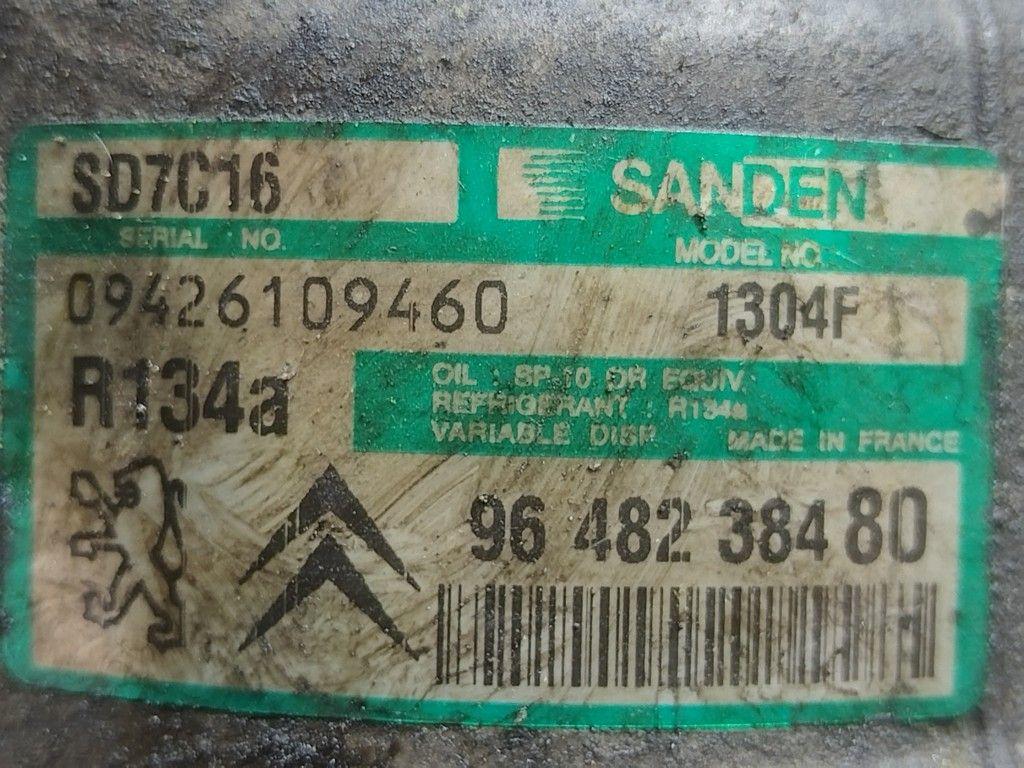 SD7C16 SANDEN
SERIAL NO. MODEL NO.
09426109460 1304F
R134a
OIL : SP 10 OR EQUIV.
REFRIGERANT : R134a
VARIABLE DISP. MADE IN FRANCE
96 482 384 80